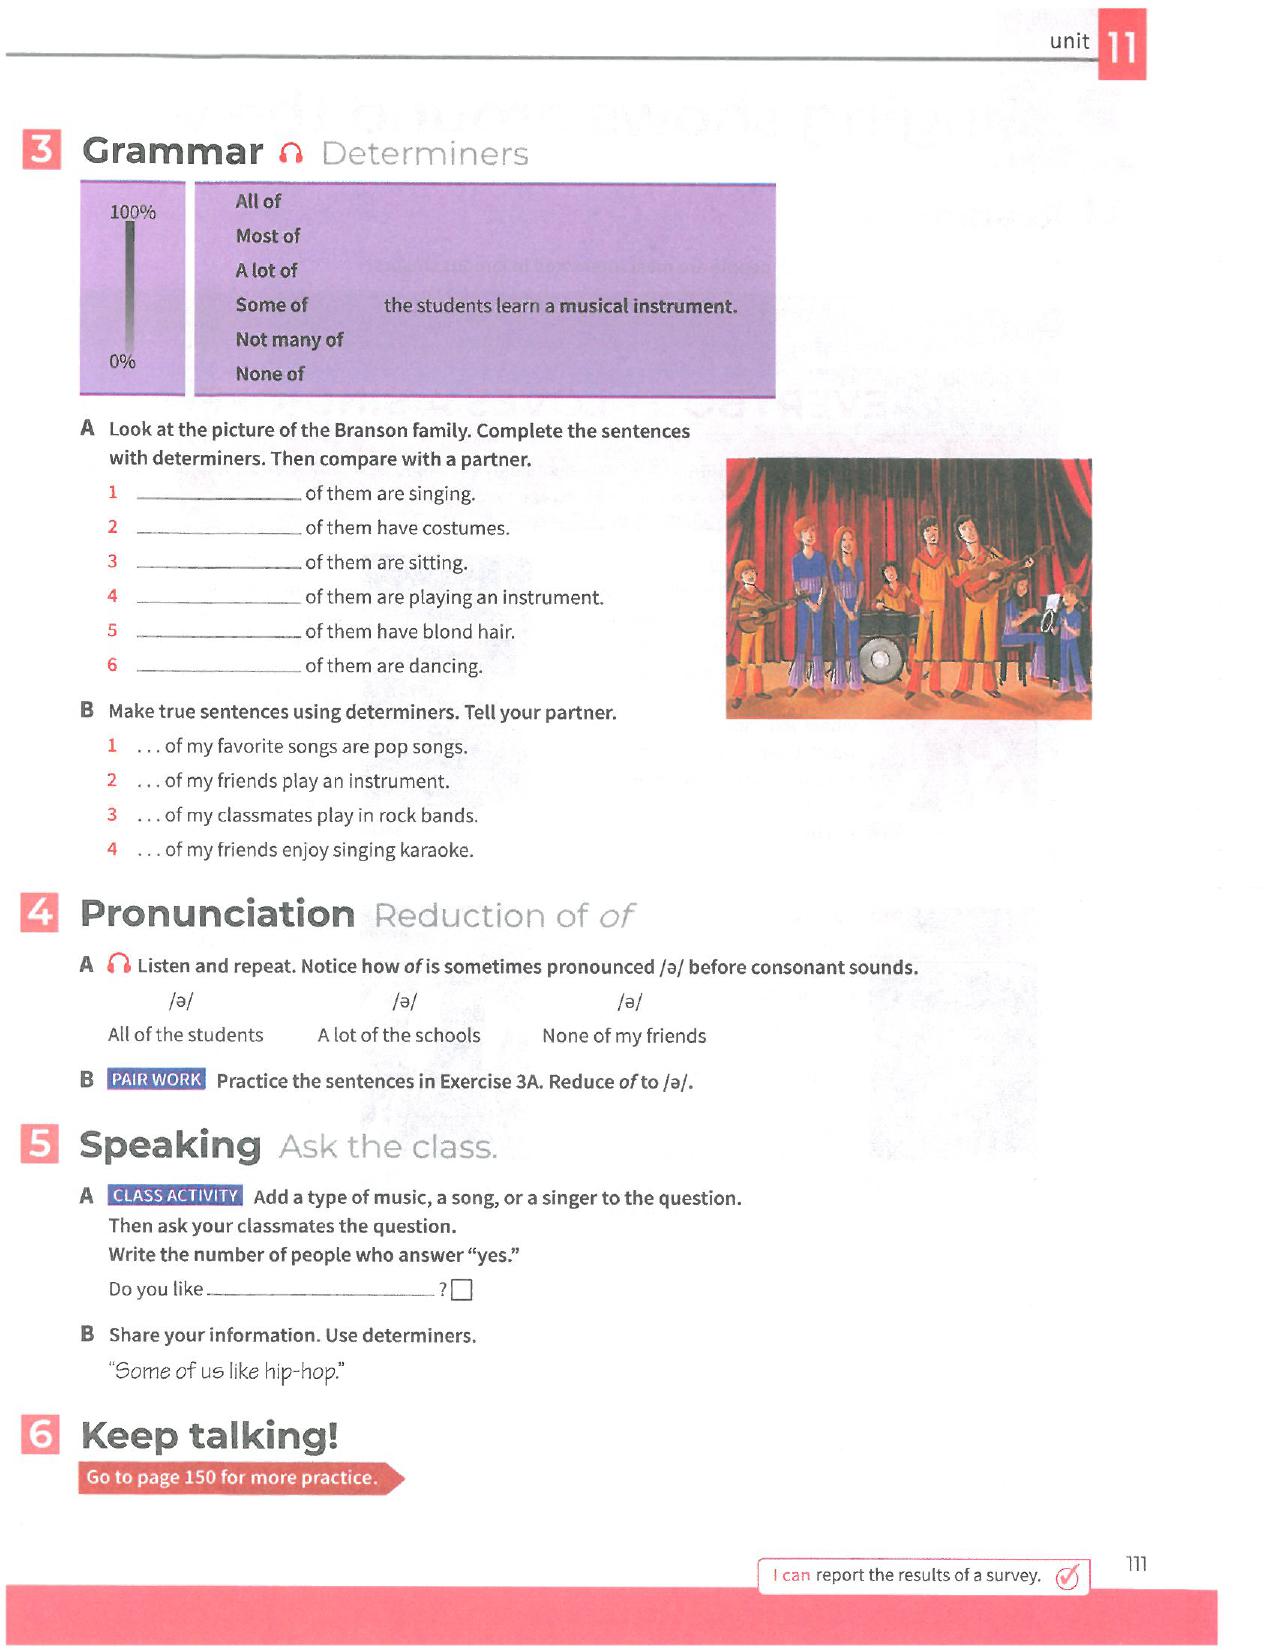 unit 11
3 Grammar Determiners
100%
0%
All of
Most of
A lot of
Some of the students learn a musical instrument.
Not many of
None of
A Look at the picture of the Branson family. Complete the sentences
with determiners. Then compare with a partner.
1 ______________ of them are singing.
2 ______________ of them have costumes.
3 ______________ of them are sitting.
4 ______________ of them are playing an instrument.
5 ______________ of them have blond hair.
6 ______________ of them are dancing.
B Make true sentences using determiners. Tell your partner.
1 ... of my favorite songs are pop songs.
2 ... of my friends play an instrument.
3 ... of my classmates play in rock bands.
4 ... of my friends enjoy singing karaoke.
4 Pronunciation Reduction of of
A Listen and repeat. Notice how of is sometimes pronounced /ə/ before consonant sounds.
/ə/ /ə/ /ə/
All of the students A lot of the schools None of my friends
B PAIR WORK Practice the sentences in Exercise 3A. Reduce of to /ə/.
5 Speaking Ask the class.
A CLASS ACTIVITY Add a type of music, a song, or a singer to the question.
Then ask your classmates the question.
Write the number of people who answer “yes.”
Do you like ____________________ ? □
B Share your information. Use determiners.
“Some of us like hip-hop.”
6 Keep talking!
Go to page 150 for more practice.
I can report the results of a survey.
111